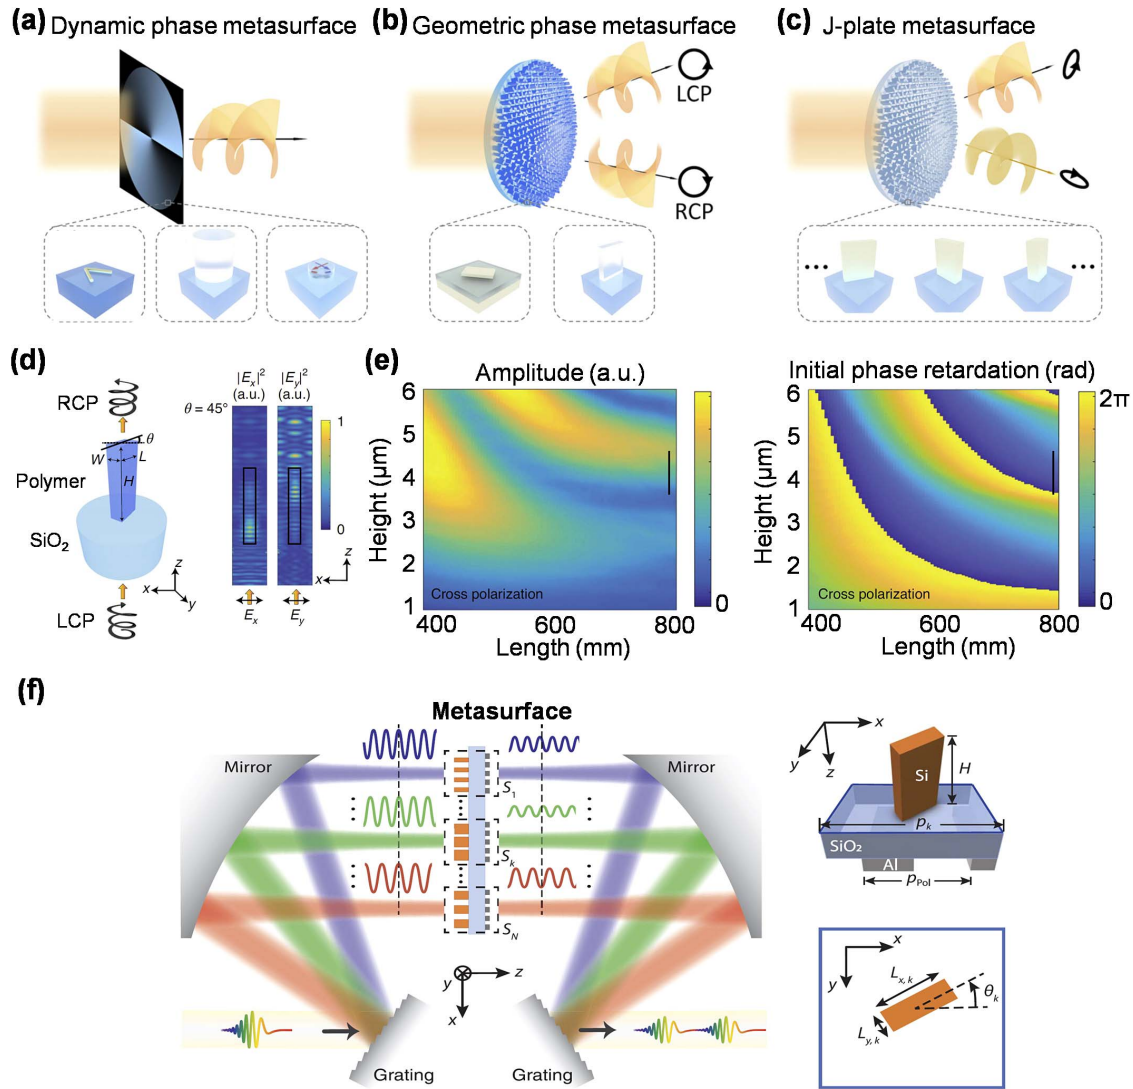 (a) Dynamic phase metasurface
(b) Geometric phase metasurface
LCP
RCP
(c) J-plate metasurface
...
...
(d)
RCP
θ
W
L
H
Polymer
SiO2
LCP
x
z
y
θ = 45°
|Ex|²
(a.u.)
|Ey|²
(a.u.)
1
0
z
x
Ex
Ey
(e)
Amplitude (a.u.)
Height (μm)
6
5
4
3
2
1
Cross polarization
400
600
800
Length (mm)
0
Initial phase retardation (rad)
Height (μm)
6
5
4
3
2
1
Cross polarization
400
600
800
Length (mm)
2π
0
(f)
Metasurface
Mirror
Mirror
S1
Sk
SN
y
z
x
Grating
Grating
x
y
z
Si
H
pk
SiO2
Al
pPol
x
y
Lx, k
θk
Ly, k